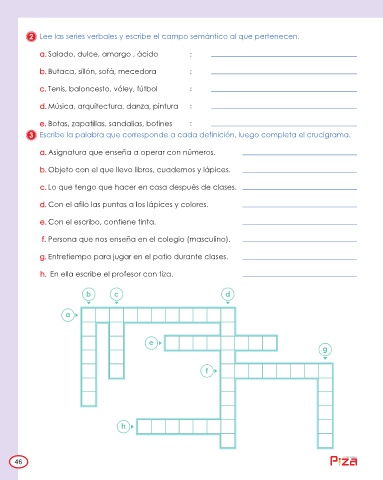 2 Lee las series verbales y escribe el campo semántico al que pertenecen.
a. Salado, dulce, amargo , ácido :
b. Butaca, sillón, sofá, mecedora :
c. Tenis, baloncesto, vóley, fútbol :
d. Música, arquitectura, danza, pintura :
e. Botas, zapatillas, sandalias, botines :
3 Escribe la palabra que corresponde a cada definición, luego completa el crucigrama.
a. Asignatura que enseña a operar con números.
b. Objeto con el que llevo libros, cuadernos y lápices.
c. Lo que tengo que hacer en casa después de clases.
d. Con el afilo las puntas a los lápices y colores.
e. Con el escribo, contiene tinta.
f. Persona que nos enseña en el colegio (masculino).
g. Entretiempo para jugar en el patio durante clases.
h. En ella escribe el profesor con tiza.
b c d
a
e
g
f
h
46